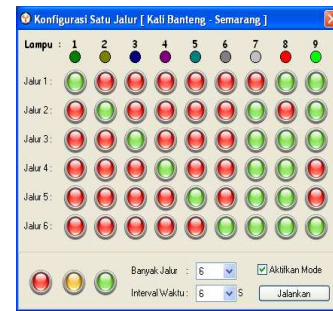 Konfigurasi Satu Jalur [ Kali Banteng - Semarang ]
Lampu : 1 2 3 4 5 6 7 8 9
Jalur 1 :
Jalur 2 :
Jalur 3 :
Jalur 4 :
Jalur 5 :
Jalur 6 :
Banyak Jalur : 6
Aktifkan Mode
Interval Waktu : 6 S
Jalankan